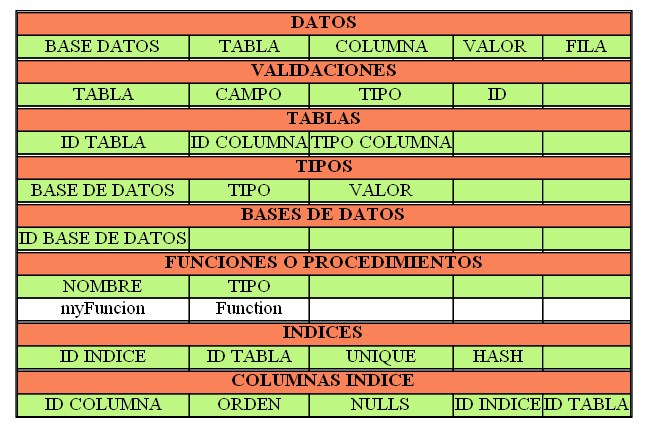 DATOS
BASE DATOS TABLA COLUMNA VALOR FILA
VALIDACIONES
TABLA CAMPO TIPO ID
TABLAS
ID TABLA ID COLUMNA TIPO COLUMNA
TIPOS
BASE DE DATOS TIPO VALOR
BASES DE DATOS
ID BASE DE DATOS
FUNCIONES O PROCEDIMIENTOS
NOMBRE TIPO
myFuncion Function
INDICES
ID INDICE ID TABLA UNIQUE HASH
COLUMNAS INDICE
ID COLUMNA ORDEN NULLS ID INDICE ID TABLA